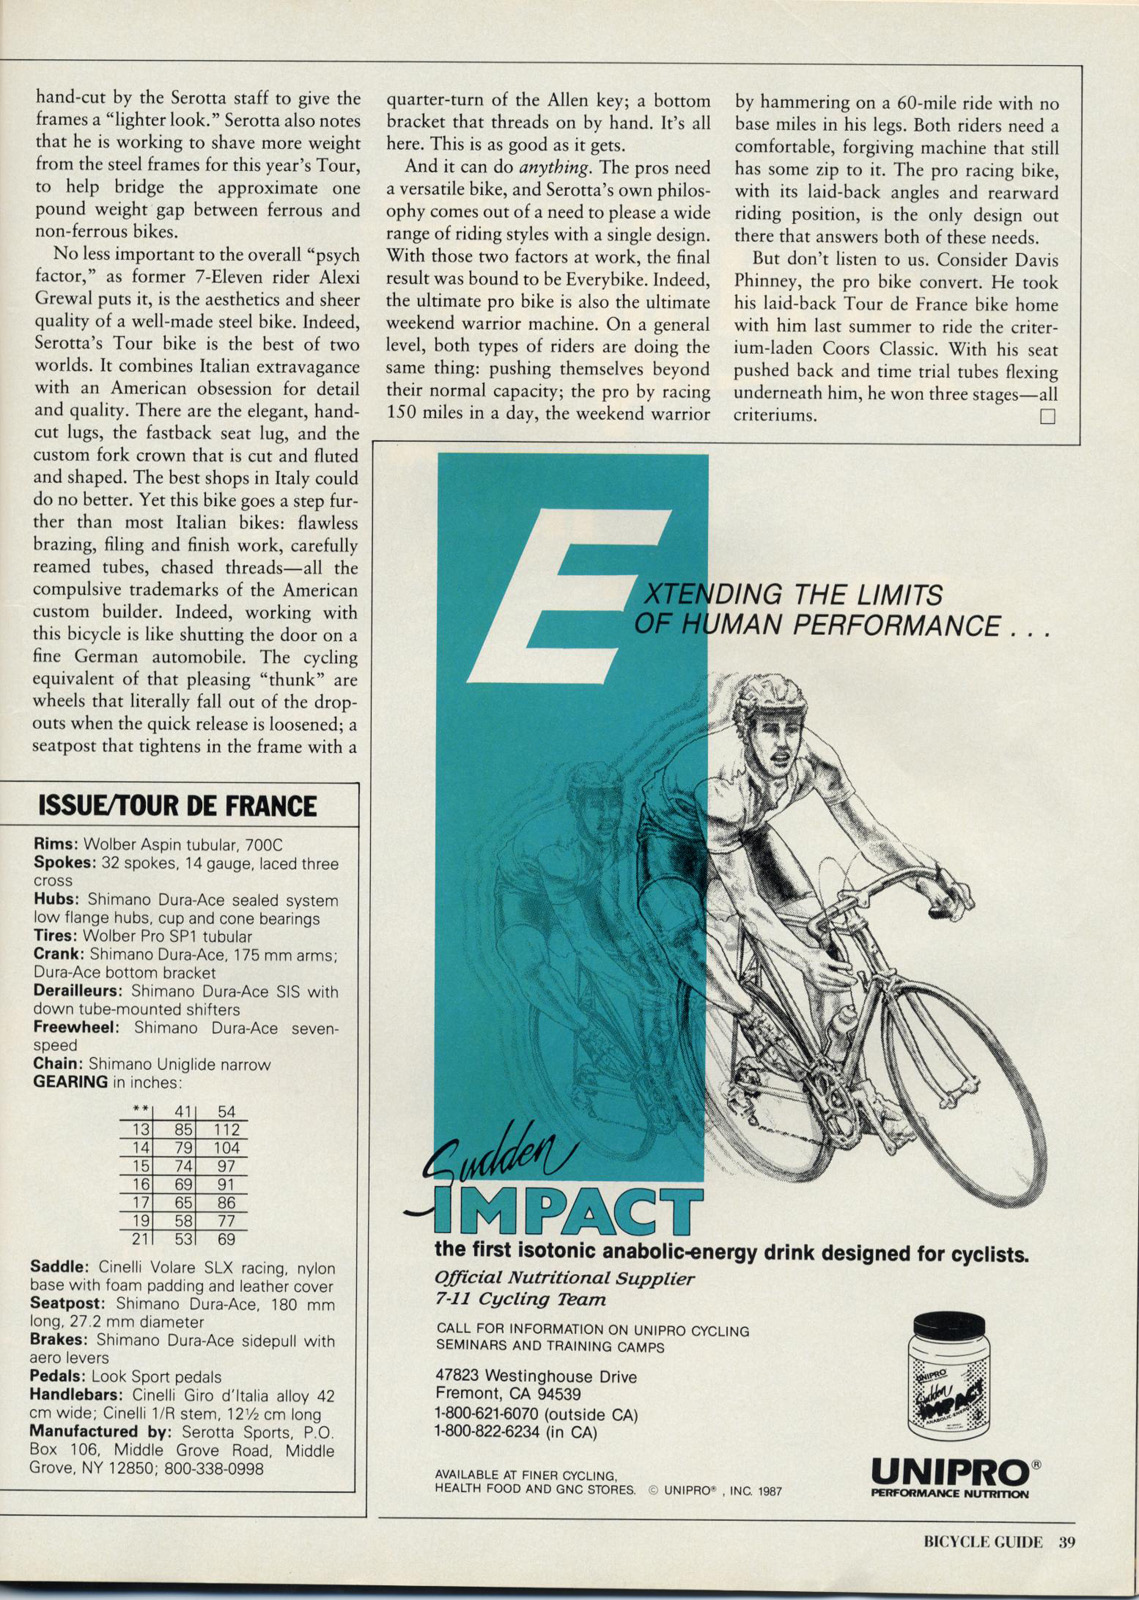 hand-cut by the Serotta staff to give the
frames a “lighter look.” Serotta also notes
that he is working to shave more weight
from the steel frames for this year’s Tour,
to help bridge the approximate one
pound weight gap between ferrous and
non-ferrous bikes.
No less important to the overall “psych
factor,” as former 7-Eleven rider Alexi
Grewal puts it, is the aesthetics and sheer
quality of a well-made steel bike. Indeed,
Serotta’s Tour bike is the best of two
worlds. It combines Italian extravagance
with an American obsession for detail
and quality. There are the elegant, hand-
cut lugs, the fastback seat lug, and the
custom fork crown that is cut and fluted
and shaped. The best shops in Italy could
do no better. Yet this bike goes a step fur-
ther than most Italian bikes: flawless
brazing, filing and finish work, carefully
reamed tubes, chased threads—all the
compulsive trademarks of the American
custom builder. Indeed, working with
this bicycle is like shutting the door on a
fine German automobile. The cycling
equivalent of that pleasing “thunk” are
wheels that literally fall out of the drop-
outs when the quick release is loosened; a
seatpost that tightens in the frame with a
quarter-turn of the Allen key; a bottom
bracket that threads on by hand. It’s all
here. This is as good as it gets.
And it can do anything. The pros need
a versatile bike, and Serotta’s own philos-
ophy comes out of a need to please a wide
range of riding styles with a single design.
With those two factors at work, the final
result was bound to be Everybike. Indeed,
the ultimate pro bike is also the ultimate
weekend warrior machine. On a general
level, both types of riders are doing the
same thing: pushing themselves beyond
their normal capacity; the pro by racing
150 miles in a day, the weekend warrior
by hammering on a 60-mile ride with no
base miles in his legs. Both riders need a
comfortable, forgiving machine that still
has some zip to it. The pro racing bike,
with its laid-back angles and rearward
riding position, is the only design out
there that answers both of these needs.
But don’t listen to us. Consider Davis
Phinney, the pro bike convert. He took
his laid-back Tour de France bike home
with him last summer to ride the criter-
ium-laden Coors Classic. With his seat
pushed back and time trial tubes flexing
underneath him, he won three stages—all
criteriums. □
ISSUE/TOUR DE FRANCE
Rims: Wolber Aspin tubular, 700C
Spokes: 32 spokes, 14 gauge, laced three
cross
Hubs: Shimano Dura-Ace sealed system
low flange hubs, cup and cone bearings
Tires: Wolber Pro SP1 tubular
Crank: Shimano Dura-Ace, 175 mm arms;
Dura-Ace bottom bracket
Derailleurs: Shimano Dura-Ace SIS with
down tube-mounted shifters
Freewheel: Shimano Dura-Ace seven-
speed
Chain: Shimano Uniglide narrow
GEARING in inches:
** 41 54
13 85 112
14 79 104
15 74 97
16 69 91
17 65 86
19 58 77
21 53 69
Saddle: Cinelli Volare SLX racing, nylon
base with foam padding and leather cover
Seatpost: Shimano Dura-Ace, 180 mm
long, 27.2 mm diameter
Brakes: Shimano Dura-Ace sidepull with
aero levers
Pedals: Look Sport pedals
Handlebars: Cinelli Giro d’Italia alloy 42
cm wide; Cinelli 1/R stem, 12½ cm long
Manufactured by: Serotta Sports, P.O.
Box 106, Middle Grove Road, Middle
Grove, NY 12850; 800-338-0998
EXTENDING THE LIMITS
OF HUMAN PERFORMANCE . . .
Sudden
IMPACT
the first isotonic anabolic-energy drink designed for cyclists.
Official Nutritional Supplier
7-11 Cycling Team
CALL FOR INFORMATION ON UNIPRO CYCLING
SEMINARS AND TRAINING CAMPS
47823 Westinghouse Drive
Fremont, CA 94539
1-800-621-6070 (outside CA)
1-800-822-6234 (in CA)
AVAILABLE AT FINER CYCLING,
HEALTH FOOD AND GNC STORES. © UNIPRO® , INC. 1987
UNIPRO
Sudden
IMPACT
UNIPRO®
PERFORMANCE NUTRITION
BICYCLE GUIDE 39